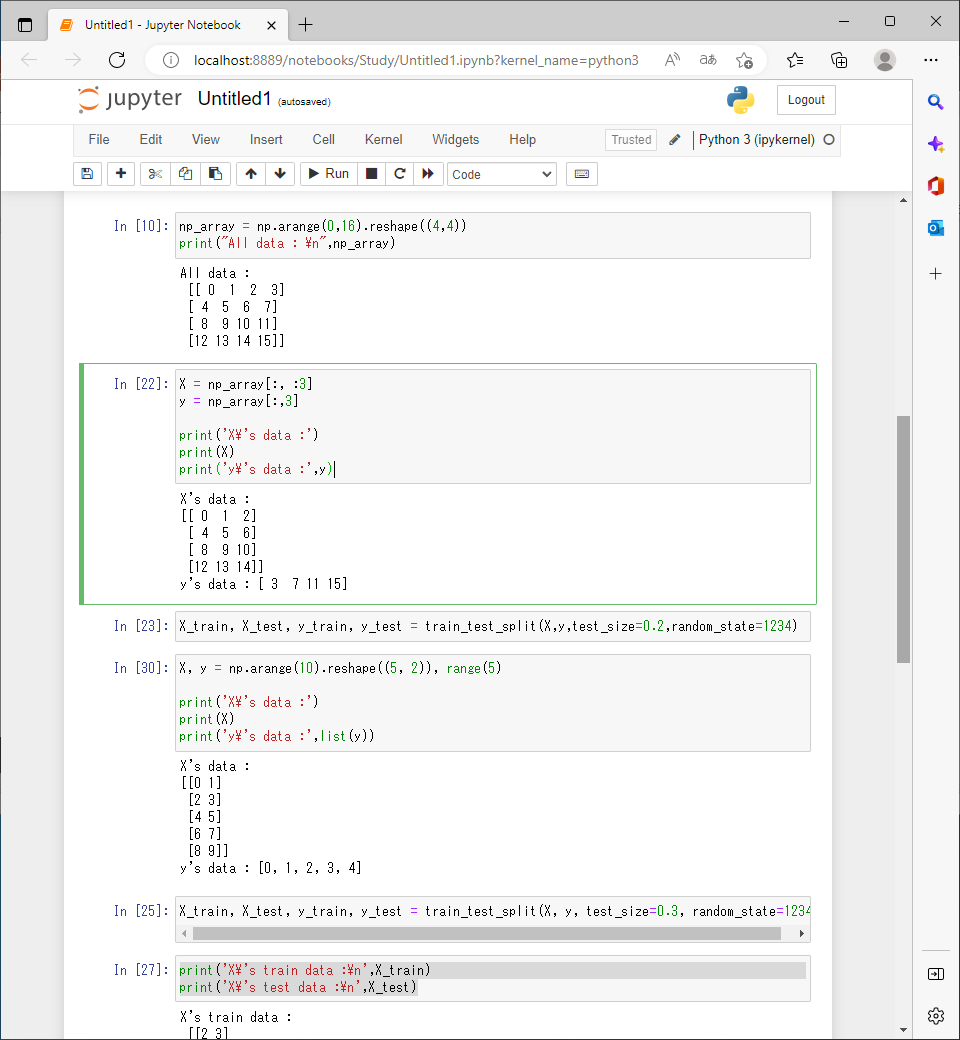 Untitled1 - Jupyter Notebook
localhost:8889/notebooks/Study/Untitled1.ipynb?kernel_name=python3
jupyter Untitled1 (autosaved)
Logout
File Edit View Insert Cell Kernel Widgets Help Trusted Python 3 (ipykernel)
Run Code
In [10]: np_array = np.arange(0,16).reshape((4,4))
print("All data : ¥n",np_array)
All data :
[[ 0 1 2 3]
[ 4 5 6 7]
[ 8 9 10 11]
[12 13 14 15]]
In [22]: X = np_array[:, :3]
y = np_array[:,3]
print('X¥'s data :')
print(X)
print('y¥'s data :',y)
X's data :
[[ 0 1 2]
[ 4 5 6]
[ 8 9 10]
[12 13 14]]
y's data : [ 3 7 11 15]
In [23]: X_train, X_test, y_train, y_test = train_test_split(X,y,test_size=0.2,random_state=1234)
In [30]: X, y = np.arange(10).reshape((5, 2)), range(5)
print('X¥'s data :')
print(X)
print('y¥'s data :',list(y))
X's data :
[[0 1]
[2 3]
[4 5]
[6 7]
[8 9]]
y's data : [0, 1, 2, 3, 4]
In [25]: X_train, X_test, y_train, y_test = train_test_split(X, y, test_size=0.3, random_state=1234
In [27]: print('X¥'s train data :¥n',X_train)
print('X¥'s test data :¥n',X_test)
X's train data :
[[2 3]